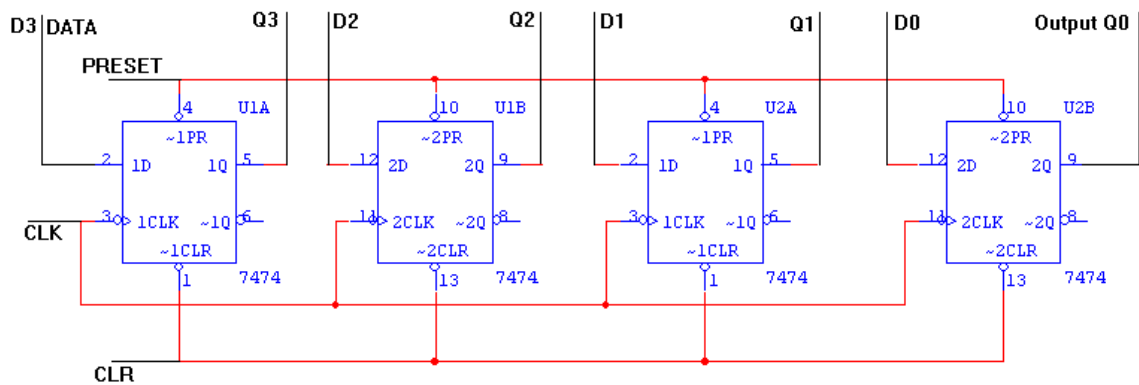 D3 DATA Q3 D2 Q2 D1 Q1 D0 Output Q0
PRESET
4 U1A 10 U1B 4 U2A 10 U2B
~1PR ~2PR ~1PR ~2PR
2 1D 1Q 5 12 2D 2Q 9 2 1D 1Q 5 12 2D 2Q 9
3 1CLK ~1Q 6 11 2CLK ~2Q 8 3 1CLK ~1Q 6 11 2CLK ~2Q 8
CLK
~1CLR ~2CLR ~1CLR ~2CLR
1 7474 13 7474 1 7474 13 7474
CLR